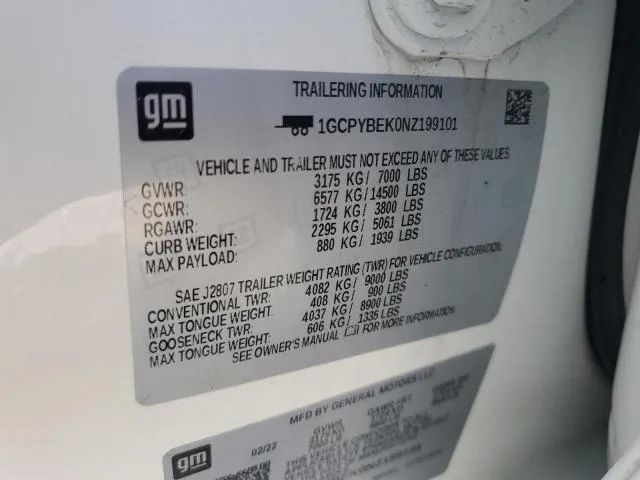 gm
TRAILERING INFORMATION
1GCPYBEK0NZ199101
VEHICLE AND TRAILER MUST NOT EXCEED ANY OF THESE VALUES.
GVWR: 3175 KG/ 7000 LBS
GCWR: 6577 KG/14500 LBS
RGAWR: 1724 KG/ 3800 LBS
CURB WEIGHT: 2295 KG/ 5061 LBS
MAX PAYLOAD: 880 KG/ 1939 LBS
SAE J2807 TRAILER WEIGHT RATING (TWR) FOR VEHICLE CONFIGURATION.
CONVENTIONAL TWR: 4082 KG/ 9000 LBS
MAX TONGUE WEIGHT: 408 KG/ 900 LBS
GOOSENECK TWR: 4037 KG/ 8900 LBS
MAX TONGUE WEIGHT: 606 KG/ 1335 LBS
SEE OWNER'S MANUAL FOR MORE INFORMATION
MFD BY GENERAL MOTORS LLC
02/22 GVWR GAWR FRT
gm